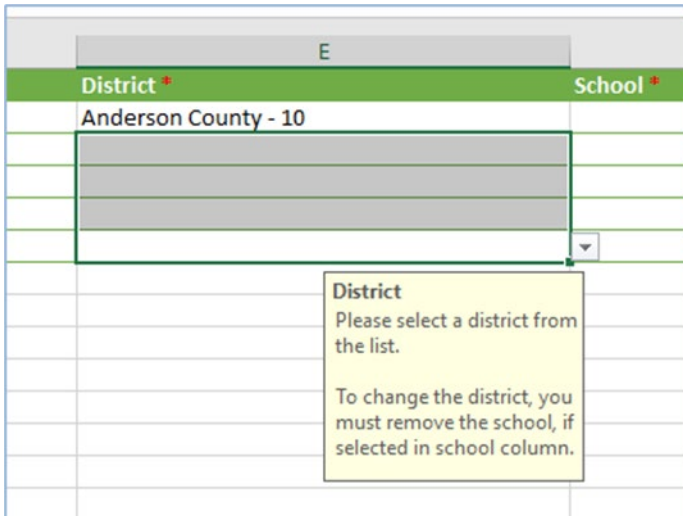 E
District * School *
Anderson County - 10
District
Please select a district from
the list.
To change the district, you
must remove the school, if
selected in school column.